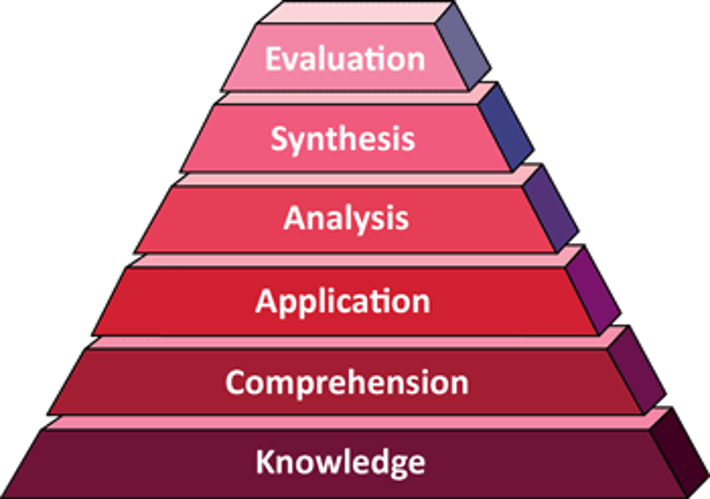 Evaluation
Synthesis
Analysis
Application
Comprehension
Knowledge